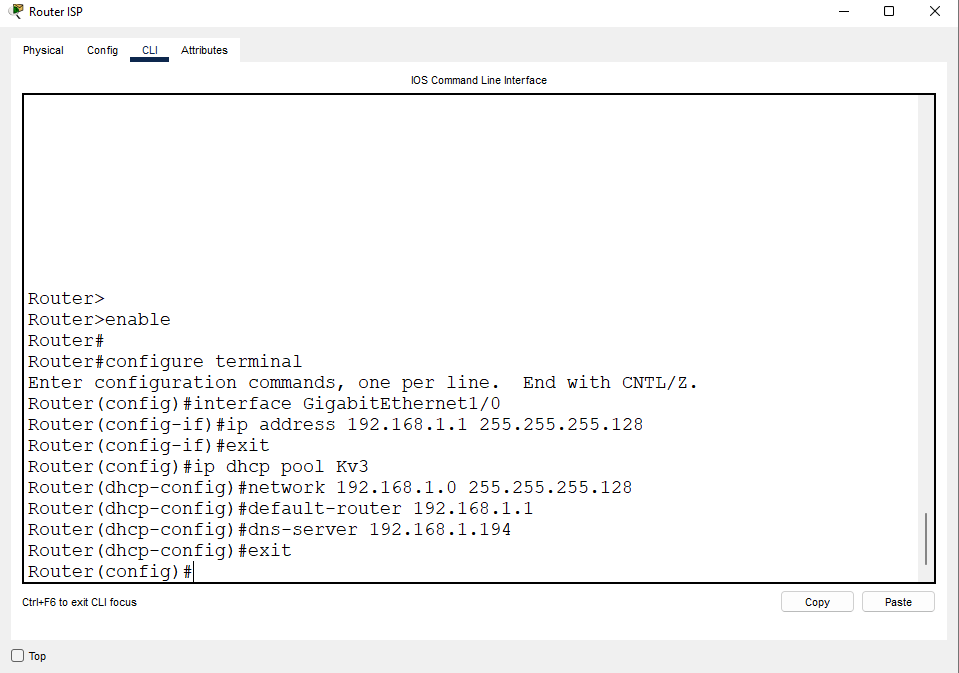 Router ISP
Physical Config CLI Attributes
IOS Command Line Interface
Router>
Router>enable
Router#
Router#configure terminal
Enter configuration commands, one per line.  End with CNTL/Z.
Router(config)#interface GigabitEthernet1/0
Router(config-if)#ip address 192.168.1.1 255.255.255.128
Router(config-if)#exit
Router(config)#ip dhcp pool Kv3
Router(dhcp-config)#network 192.168.1.0 255.255.255.128
Router(dhcp-config)#default-router 192.168.1.1
Router(dhcp-config)#dns-server 192.168.1.194
Router(dhcp-config)#exit
Router(config)#
Ctrl+F6 to exit CLI focus
Copy Paste
Top